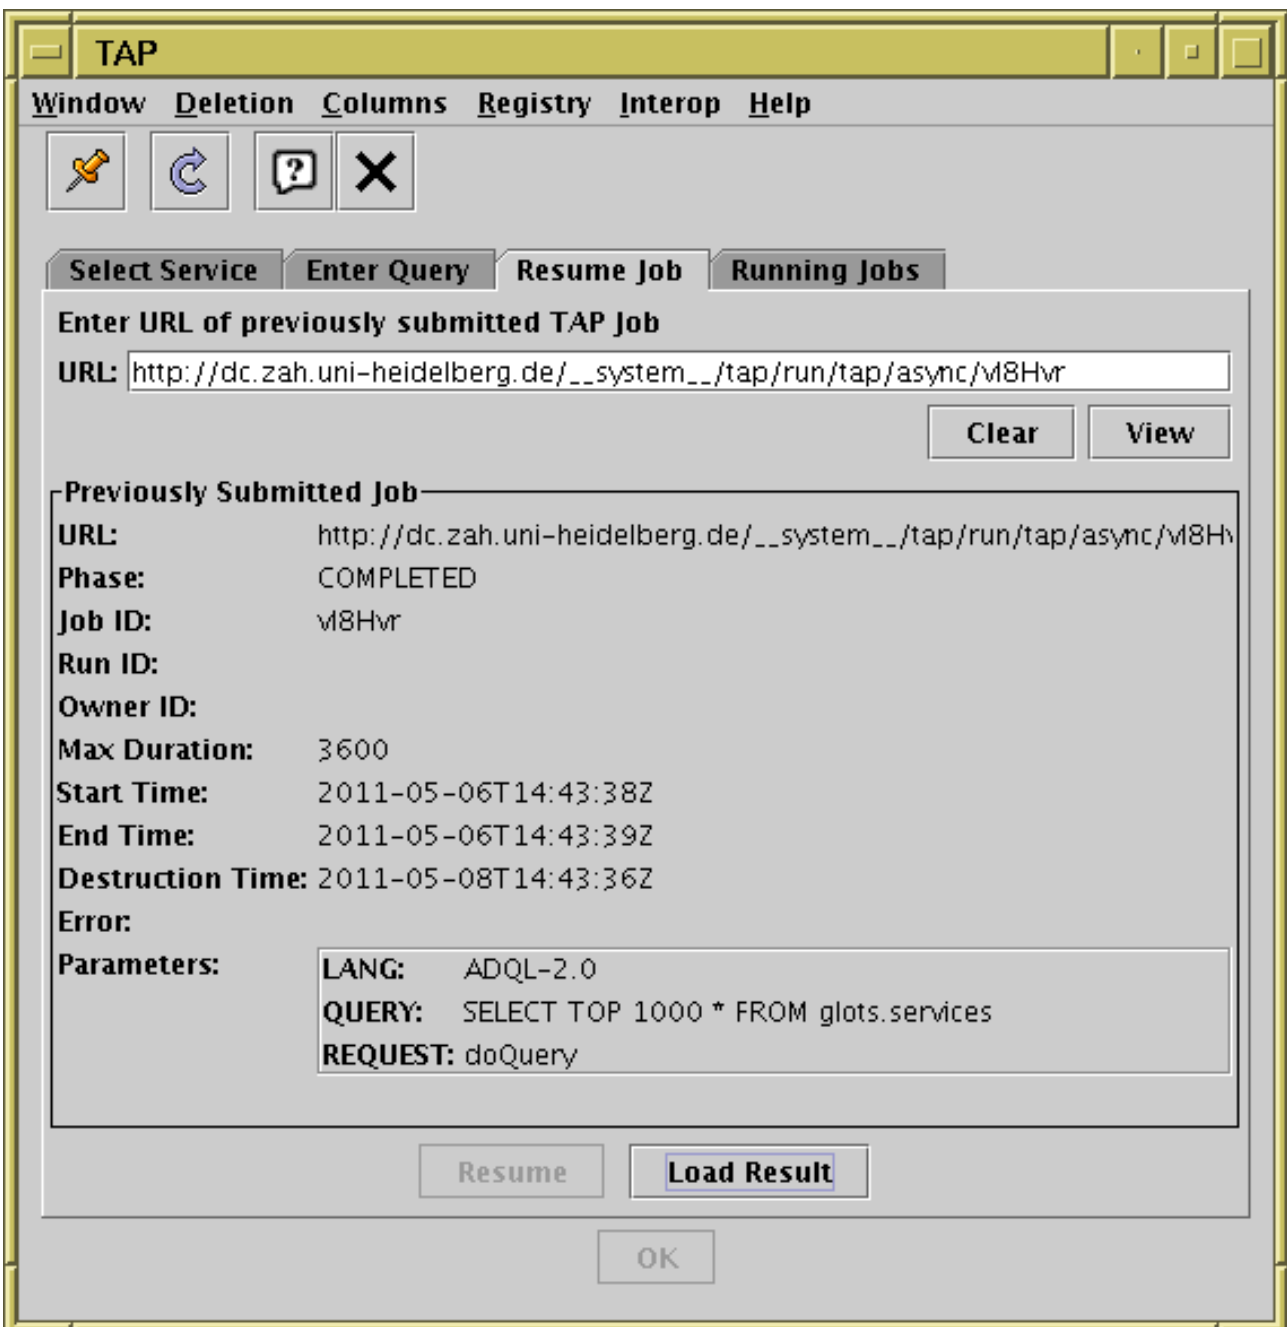 TAP
Window Deletion Columns Registry Interop Help
Select Service Enter Query Resume Job Running Jobs
Enter URL of previously submitted TAP Job
URL: http://dc.zah.uni-heidelberg.de/__system__/tap/run/tap/async/vl8Hvr
Clear View
Previously Submitted Job
URL: http://dc.zah.uni-heidelberg.de/__system__/tap/run/tap/async/vl8Hv
Phase: COMPLETED
Job ID: vl8Hvr
Run ID:
Owner ID:
Max Duration: 3600
Start Time: 2011-05-06T14:43:38Z
End Time: 2011-05-06T14:43:39Z
Destruction Time: 2011-05-08T14:43:36Z
Error:
Parameters: LANG: ADQL-2.0
QUERY: SELECT TOP 1000 * FROM glots.services
REQUEST: doQuery
Resume Load Result
OK